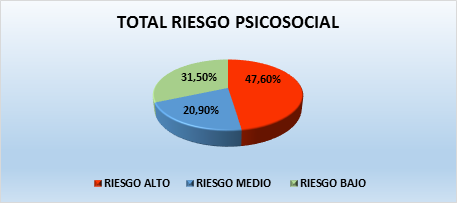 TOTAL RIESGO PSICOSOCIAL
31,50%
47,60%
20,90%
RIESGO ALTO
RIESGO MEDIO
RIESGO BAJO